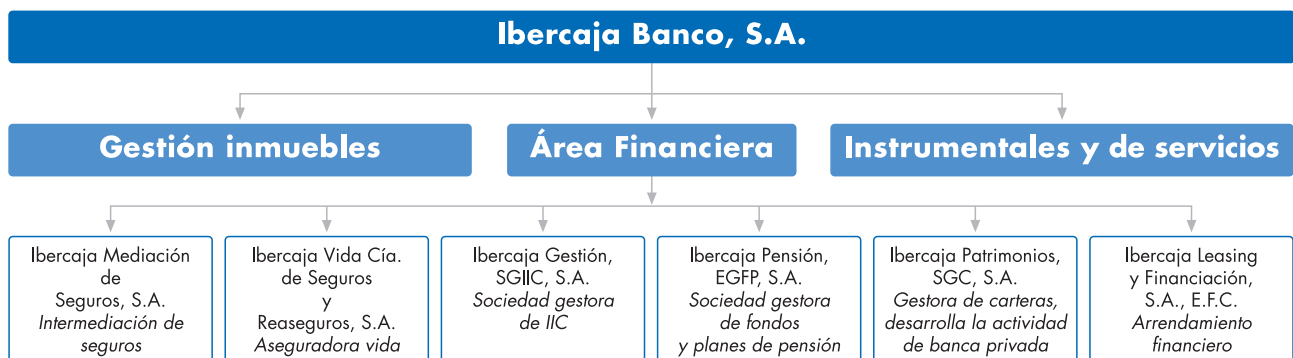 Ibercaja Banco, S.A.
Gestión inmuebles
Área Financiera
Instrumentales y de servicios
Ibercaja Mediación
de
Seguros, S.A.
Intermediación de
seguros
Ibercaja Vida Cía.
de Seguros
y
Reaseguros, S.A.
Aseguradora vida
Ibercaja Gestión,
SGIIC, S.A.
Sociedad gestora
de IIC
Ibercaja Pensión,
EGFP, S.A.
Sociedad gestora
de fondos
y planes de pensión
Ibercaja Patrimonios,
SGC, S.A.
Gestora de carteras,
desarrolla la actividad
de banca privada
Ibercaja Leasing
y Financiación,
S.A., E.F.C.
Arrendamiento
financiero